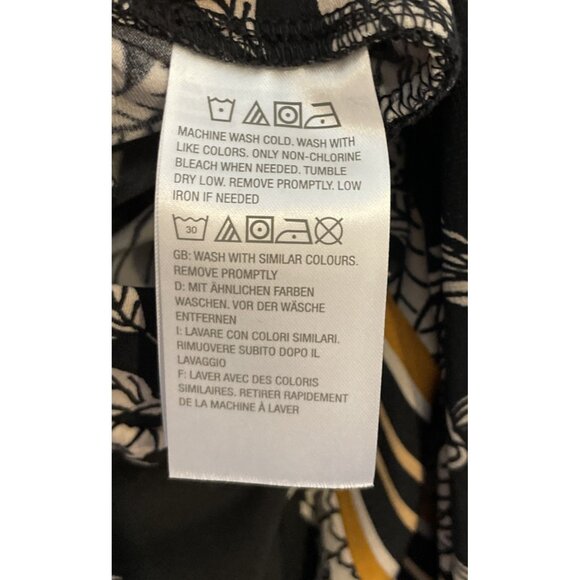 MACHINE WASH COLD. WASH WITH
LIKE COLORS. ONLY NON-CHLORINE
BLEACH WHEN NEEDED. TUMBLE
DRY LOW. REMOVE PROMPTLY. LOW
IRON IF NEEDED
30
GB: WASH WITH SIMILAR COLOURS.
REMOVE PROMPTLY
D: MIT ÄHNLICHEN FARBEN
WASCHEN. VOR DER WÄSCHE
ENTFERNEN
I: LAVARE CON COLORI SIMILARI.
RIMUOVERE SUBITO DOPO IL
LAVAGGIO
F: LAVER AVEC DES COLORIS
SIMILAIRES. RETIRER RAPIDEMENT
DE LA MACHINE À LAVER